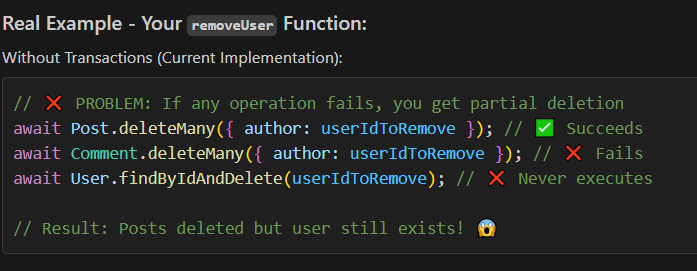 Real Example - Your removeUser Function:
Without Transactions (Current Implementation):
// ❌ PROBLEM: If any operation fails, you get partial deletion
await Post.deleteMany({ author: userIdToRemove }); // ✅ Succeeds
await Comment.deleteMany({ author: userIdToRemove }); // ❌ Fails
await User.findByIdAndDelete(userIdToRemove); // ❌ Never executes
// Result: Posts deleted but user still exists! 😱